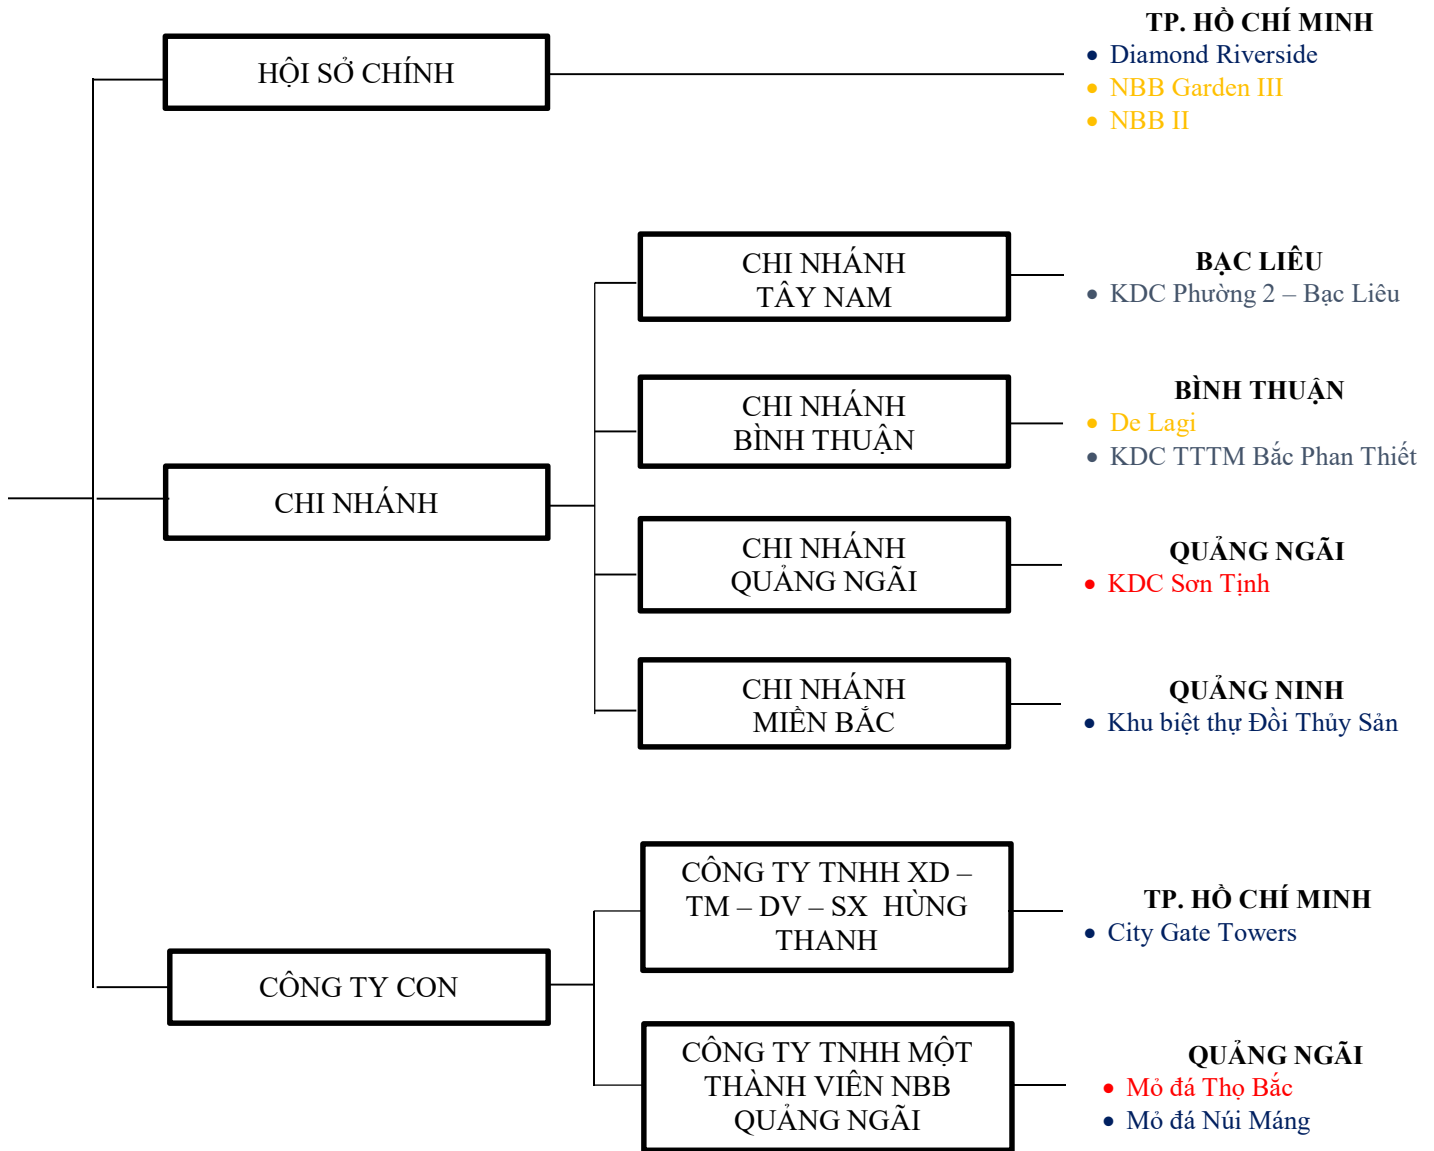 TP. HỒ CHÍ MINH
HỘI SỞ CHÍNH
• Diamond Riverside
• NBB Garden III
• NBB II
CHI NHÁNH
TÂY NAM
BẠC LIÊU
• KDC Phường 2 – Bạc Liêu
CHI NHÁNH
BÌNH THUẬN
BÌNH THUẬN
• De Lagi
• KDC TTTM Bắc Phan Thiết
CHI NHÁNH
CHI NHÁNH
QUẢNG NGÃI
QUẢNG NGÃI
• KDC Sơn Tịnh
CHI NHÁNH
MIỀN BẮC
QUẢNG NINH
• Khu biệt thự Đồi Thủy Sản
CÔNG TY CON
CÔNG TY TNHH XD –
TM – DV – SX HÙNG
THANH
TP. HỒ CHÍ MINH
• City Gate Towers
CÔNG TY TNHH MỘT
THÀNH VIÊN NBB
QUẢNG NGÃI
QUẢNG NGÃI
• Mỏ đá Thọ Bắc
• Mỏ đá Núi Máng